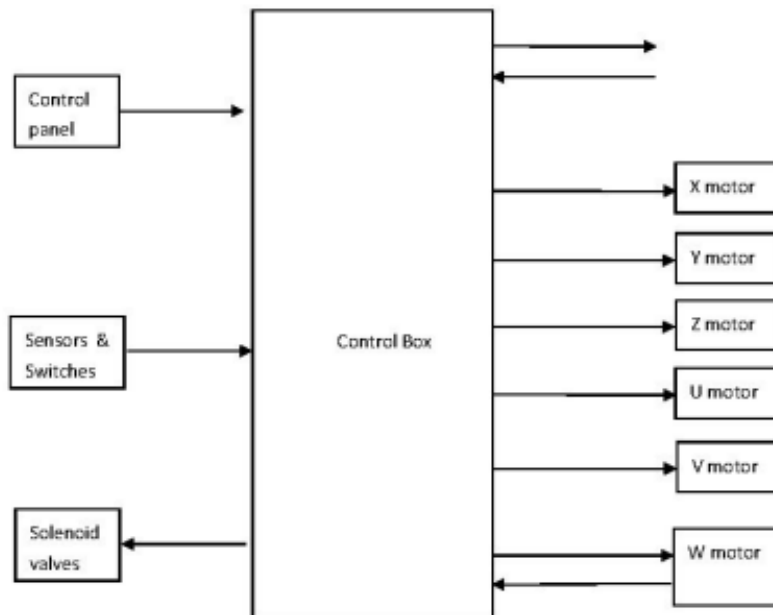 Control
panel
Sensors & 
Switches
Solenoid
valves
Control Box
X motor
Y motor
Z motor
U motor
V motor
W motor